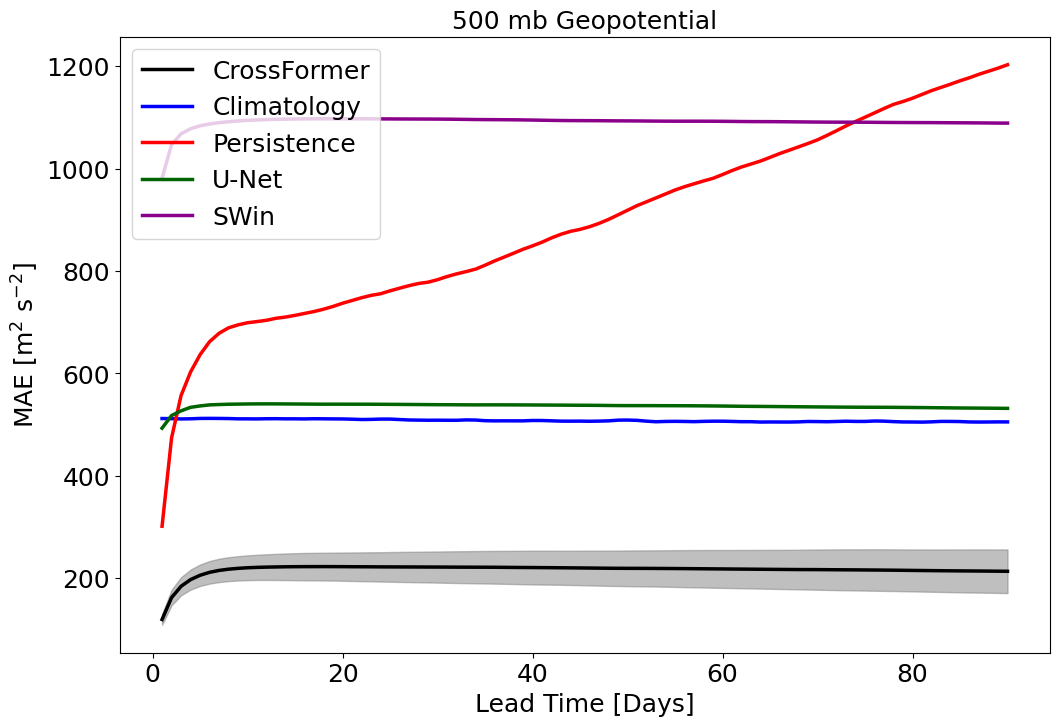 500 mb Geopotential
CrossFormer
Climatology
Persistence
U-Net
SWin
1200
1000
800
600
400
200
MAE [m² s⁻²]
0 20 40 60 80
Lead Time [Days]